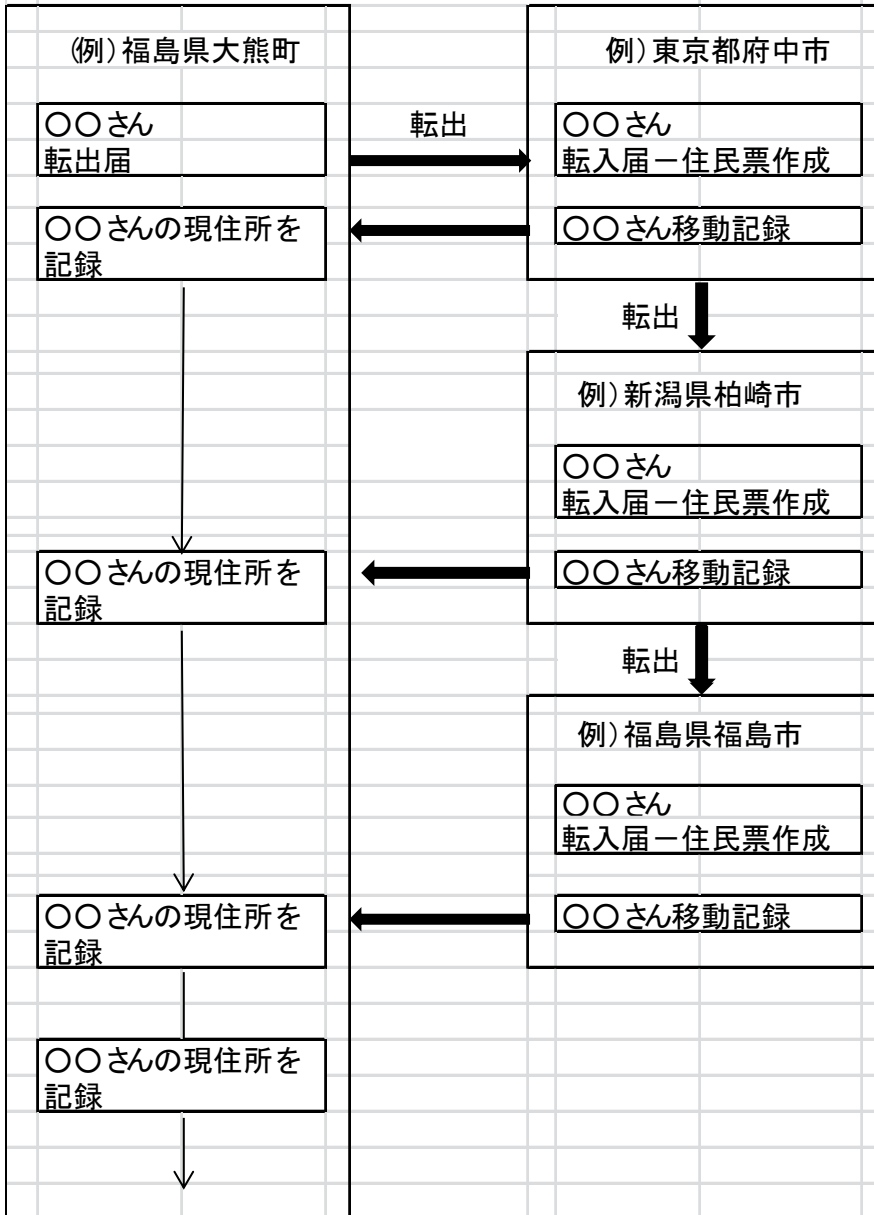 (例)福島県大熊町
例)東京都府中市
〇〇さん
転出届
転出
〇〇さん
転入届－住民票作成
〇〇さんの現住所を
記録
〇〇さん移動記録
転出
例)新潟県柏崎市
〇〇さん
転入届－住民票作成
〇〇さんの現住所を
記録
〇〇さん移動記録
転出
例)福島県福島市
〇〇さん
転入届－住民票作成
〇〇さんの現住所を
記録
〇〇さん移動記録
〇〇さんの現住所を
記録